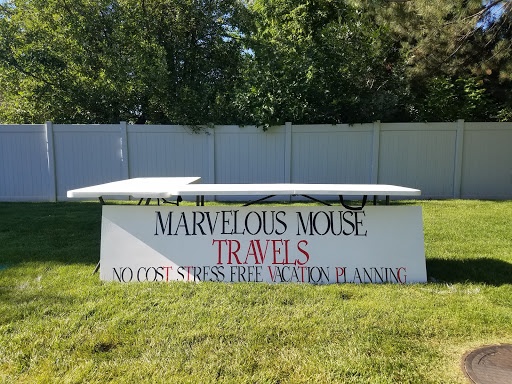 MARVELOUS MOUSE
TRAVELS
NO COST STRESS FREE VACATION PLANNING